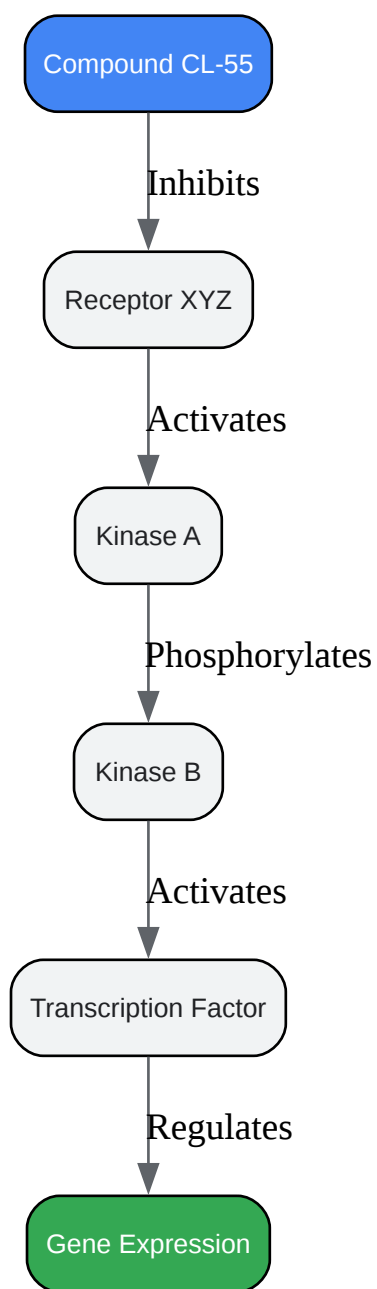 Compound CL-55
Inhibits
Receptor XYZ
Activates
Kinase A
Phosphorylates
Kinase B
Activates
Transcription Factor
Regulates
Gene Expression